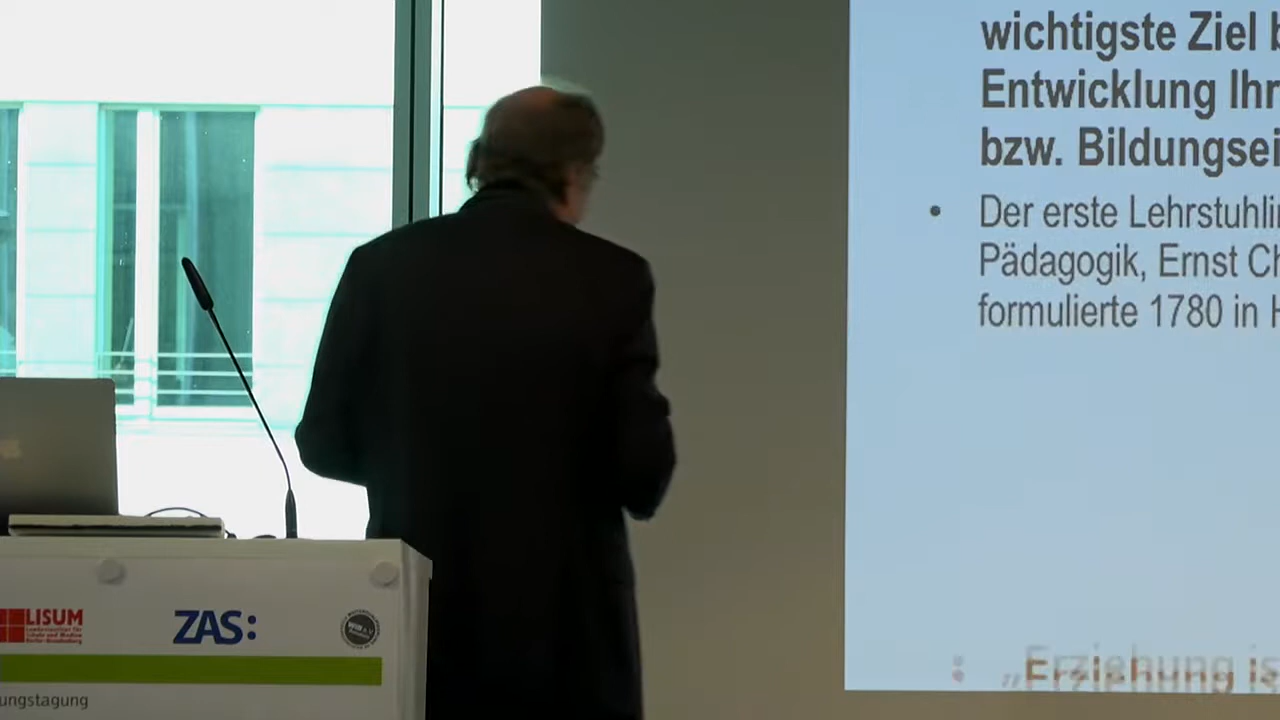 wichtigste Ziel b
Entwicklung Ihr
bzw. Bildungsei
• Der erste Lehrstuhlin
Pädagogik, Ernst Ch
formulierte 1780 in H
„Erziehung is
LISUM
ZAS:
ungstagung